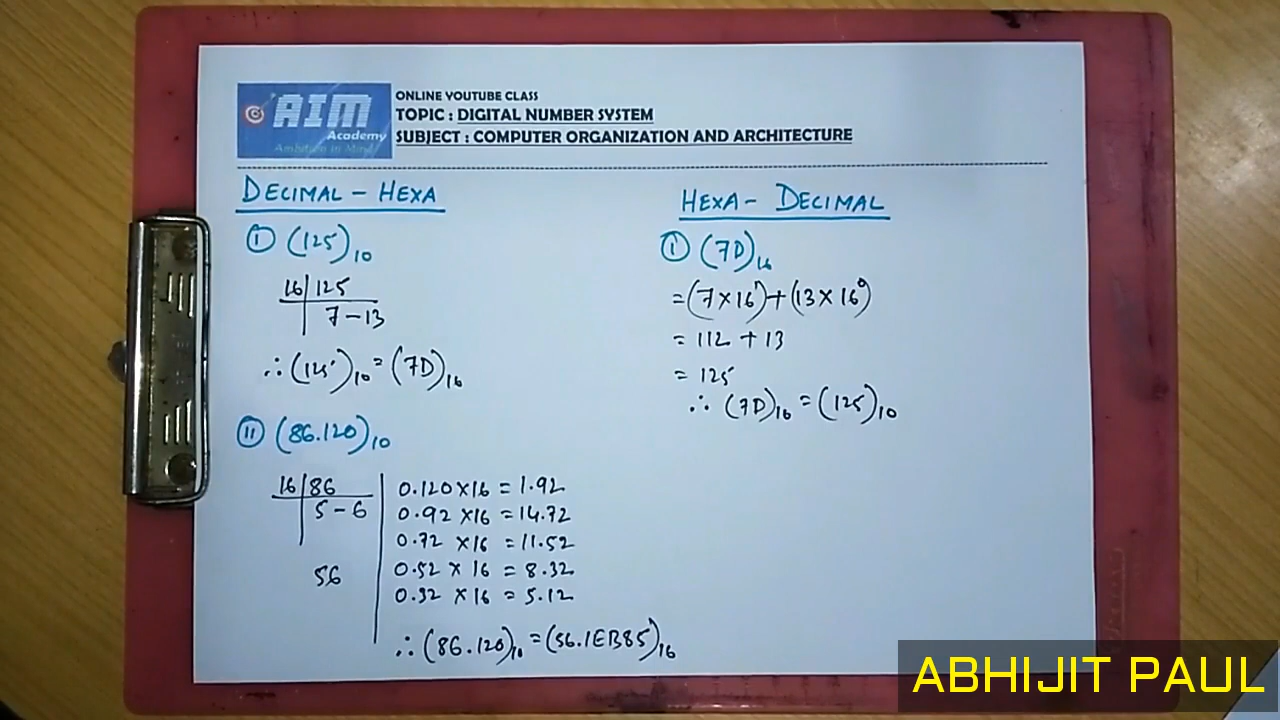 AIM
Academy
Ambition in Mind
ONLINE YOUTUBE CLASS
TOPIC : DIGITAL NUMBER SYSTEM
SUBJECT : COMPUTER ORGANIZATION AND ARCHITECTURE
DECIMAL – HEXA
① (125)₁₀
16 | 125
7 – 13
∴ (125)₁₀ = (7D)₁₆
⑪ (86.120)₁₀
16 | 86
5 – 6
56
0.120 × 16 = 1.92
0.92 × 16 = 14.72
0.72 × 16 = 11.52
0.52 × 16 = 8.32
0.32 × 16 = 5.12
∴ (86.120)₁₀ = (56.1EB85)₁₆
HEXA – DECIMAL
① (7D)₁₆
= (7 × 16¹) + (13 × 16⁰)
= 112 + 13
= 125
∴ (7D)₁₆ = (125)₁₀
ABHIJIT PAUL